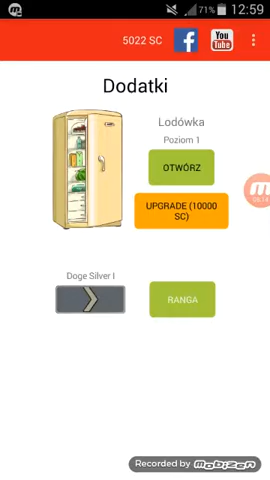 71% 12:59
5022 SC
You
Tube
Dodatki
Lodówka
Poziom 1
OTWÓRZ
UPGRADE (10000
SC)
Doge Silver I
RANGA
Recorded by
mobizen